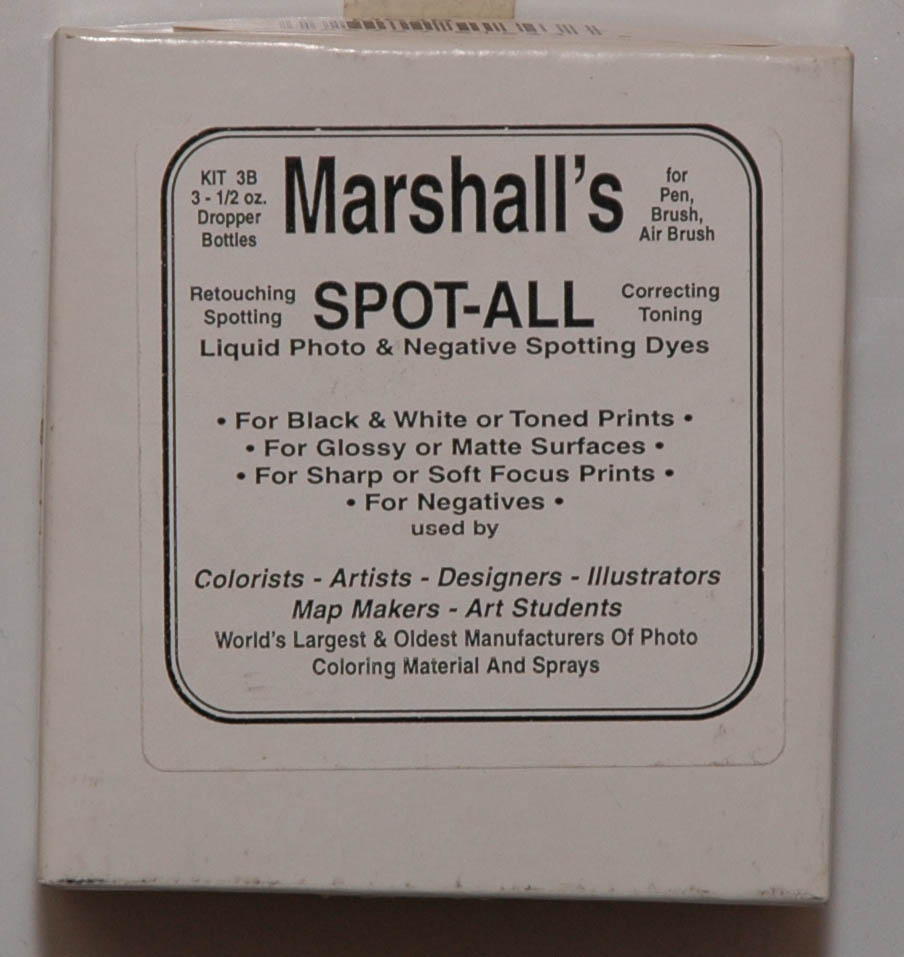 KIT 3B
3 - 1/2 oz.
Dropper
Bottles
Marshall's
for
Pen,
Brush,
Air Brush
Retouching
Spotting
SPOT-ALL
Correcting
Toning
Liquid Photo & Negative Spotting Dyes
• For Black & White or Toned Prints •
• For Glossy or Matte Surfaces •
• For Sharp or Soft Focus Prints •
• For Negatives •
used by
Colorists - Artists - Designers - Illustrators
Map Makers - Art Students
World's Largest & Oldest Manufacturers Of Photo
Coloring Material And Sprays